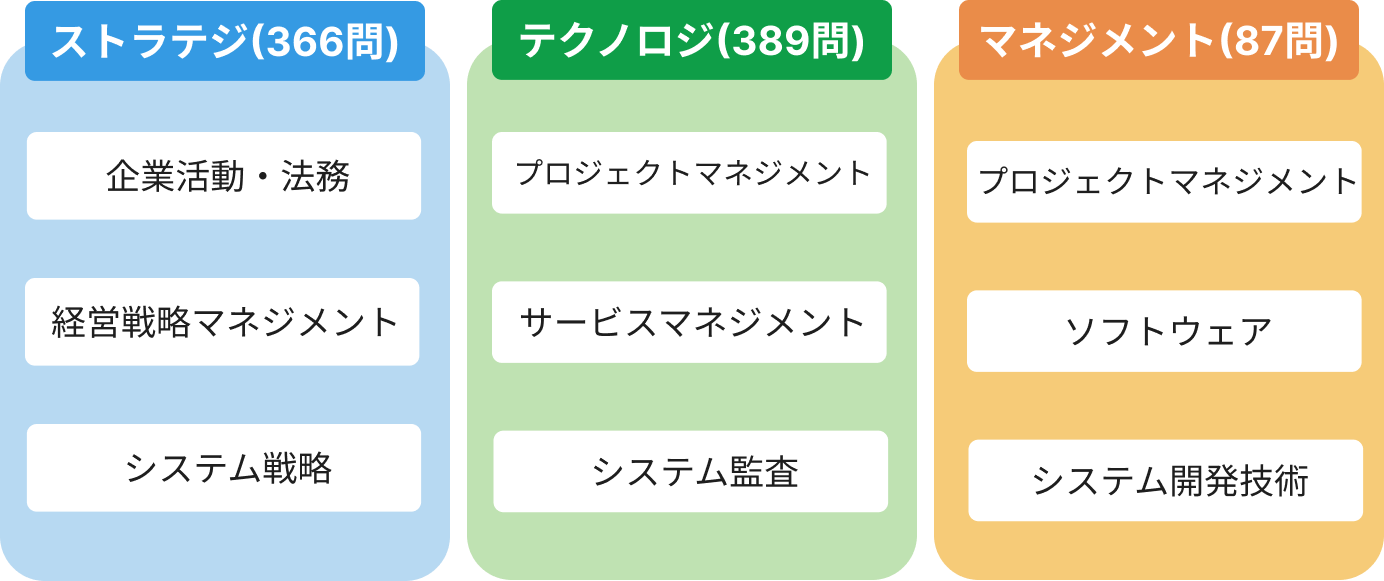 ストラテジ(366問)
企業活動・法務
経営戦略マネジメント
システム戦略
テクノロジ(389問)
プロジェクトマネジメント
サービスマネジメント
システム監査
マネジメント(87問)
プロジェクトマネジメント
ソフトウェア
システム開発技術